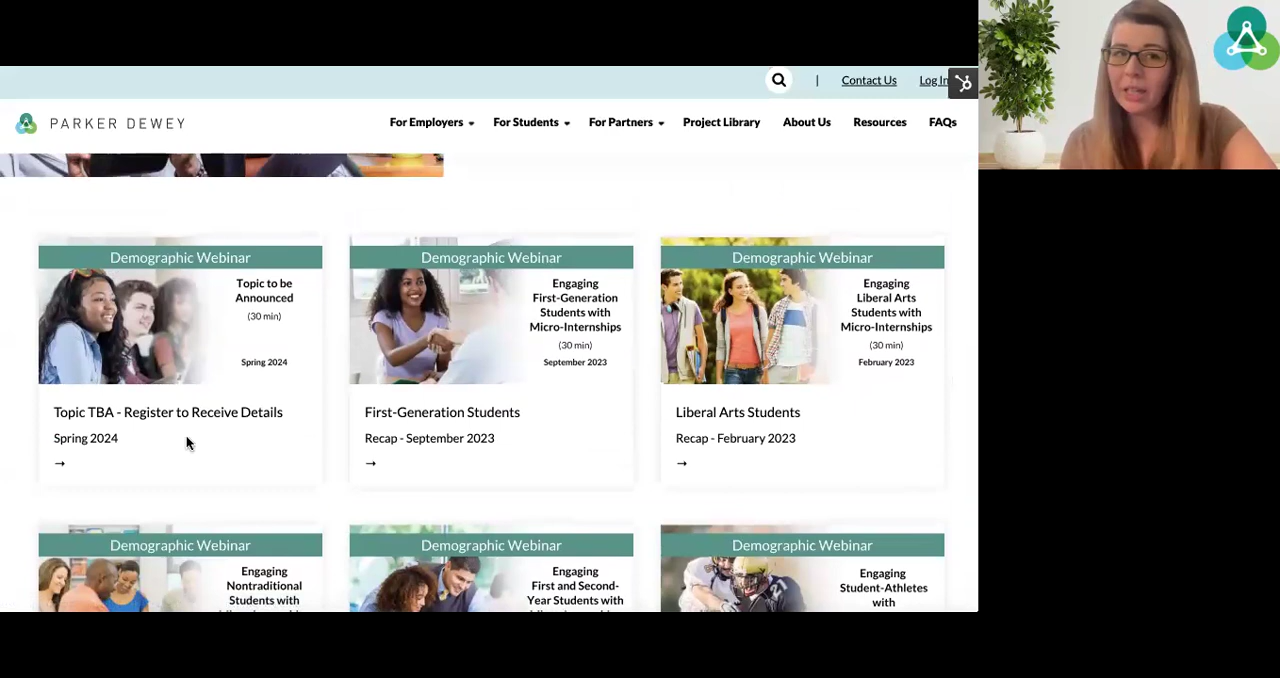 Contact Us
Log In
PARKER DEWEY
For Employers
For Students
For Partners
Project Library
About Us
Resources
FAQs
Demographic Webinar
Topic to be
Announced
(30 min)
Spring 2024
Topic TBA - Register to Receive Details
Spring 2024
Demographic Webinar
Engaging
First-Generation
Students with
Micro-Internships
(30 min)
September 2023
First-Generation Students
Recap - September 2023
Demographic Webinar
Engaging
Liberal Arts
Students with
Micro-Internships
(30 min)
February 2023
Liberal Arts Students
Recap - February 2023
Demographic Webinar
Engaging
Nontraditional
Students with
Demographic Webinar
Engaging
First and Second-
Year Students with
Demographic Webinar
Engaging
Student-Athletes
with